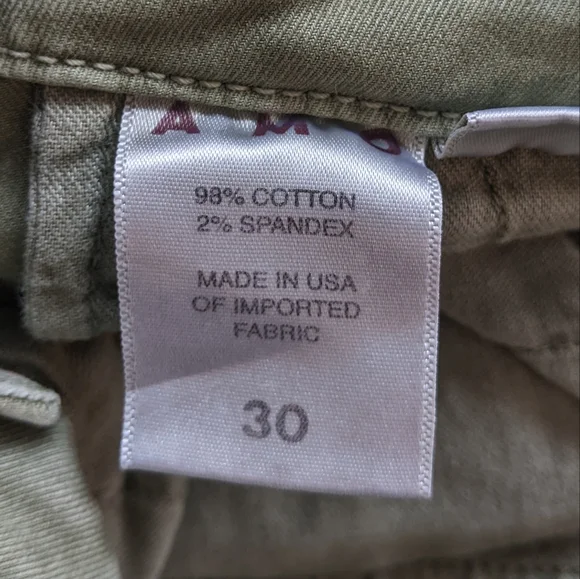 A M O
98% COTTON
2% SPANDEX
MADE IN USA
OF IMPORTED
FABRIC
30